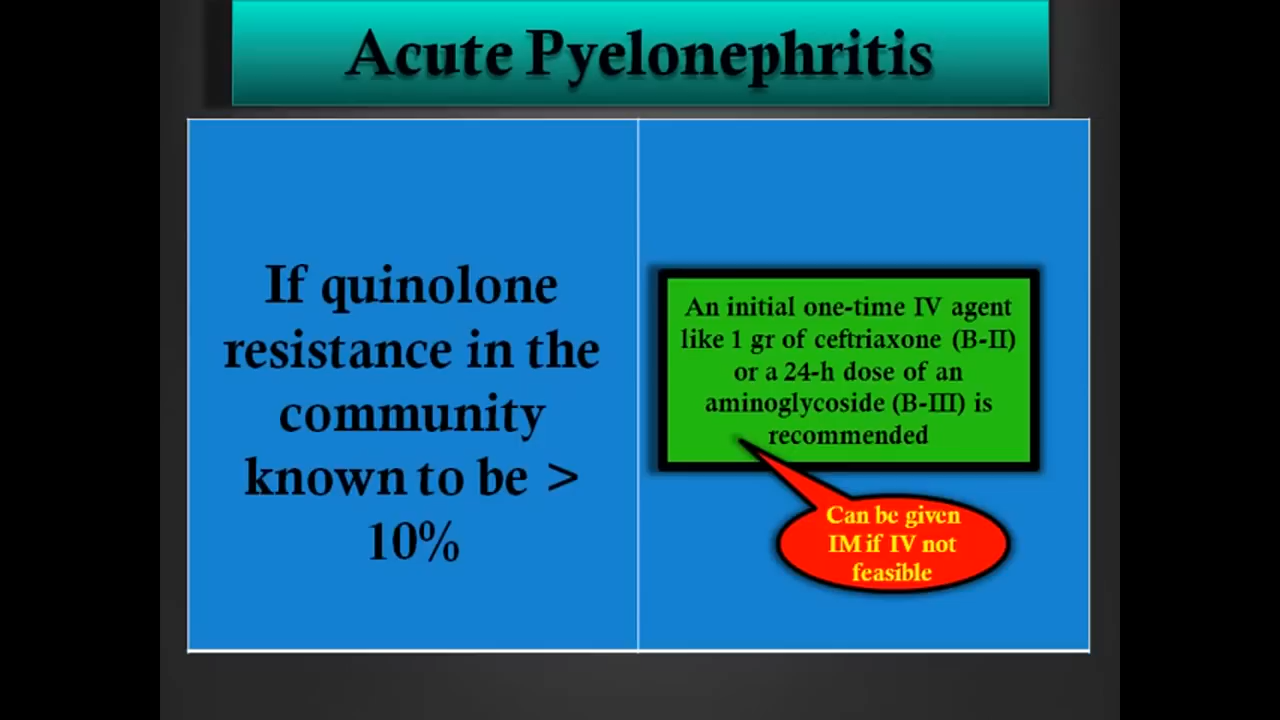 Acute Pyelonephritis
If quinolone
resistance in the
community
known to be >
10%
An initial one-time IV agent
like 1 gr of ceftriaxone (B-II)
or a 24-h dose of an
aminoglycoside (B-III) is
recommended
Can be given
IM if IV not
feasible